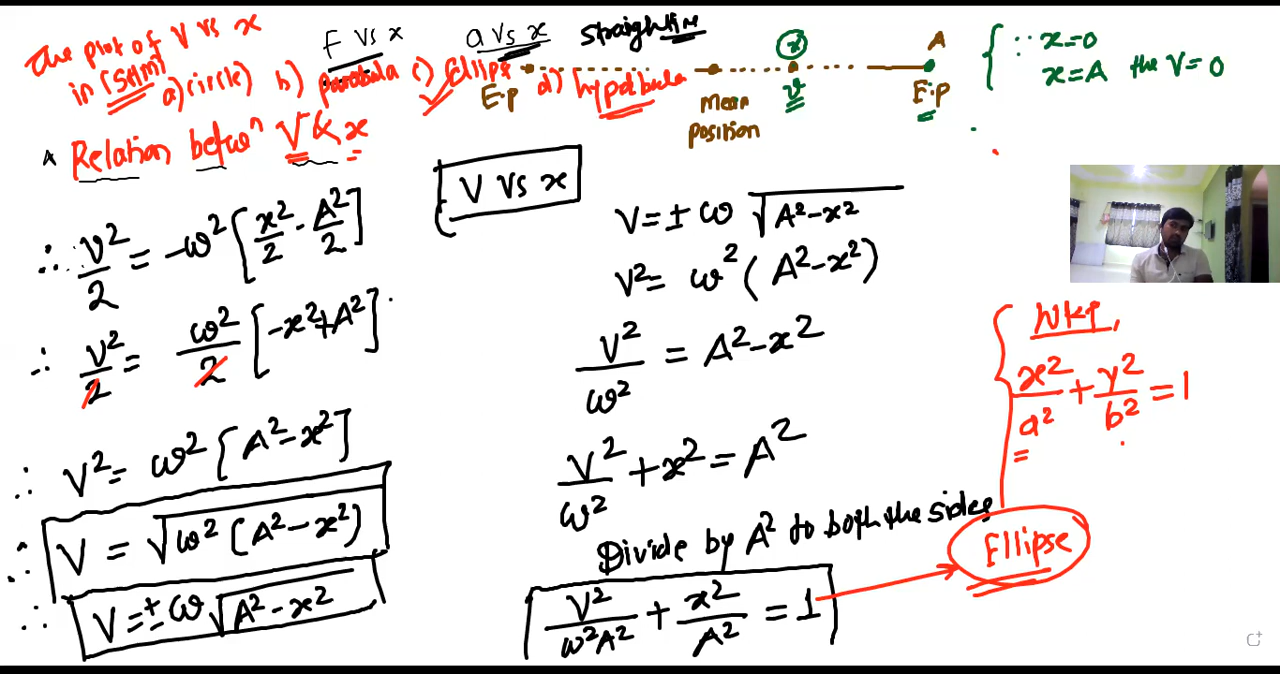 The plot of V vs x
in (SHM) a) circle) b) parabola c) Ellipse d) hypolbula
F vs x
a vs x straight line
E.p
Mean position
x
v
A
E.p
∵ x=0
x=A the V=0
* Relation betwⁿ V & x
V vs x
∴ V²/2 = -ω² [x²/2 - A²/2]
∴ V²/2 = ω²/2 [-x²+A²]
∴ V² = ω² [A²-x²]
∴ V = √ω² (A²-x²)
∴ V = ± ω √A²-x²
V = ± ω √A²-x²
V² = ω² (A²-x²)
V²/ω² = A²-x²
V²/ω² + x² = A²
Divide by A² to both the sides
V²/ω²A² + x²/A² = 1
WKT,
x²/a² + y²/b² = 1
=
Ellipse